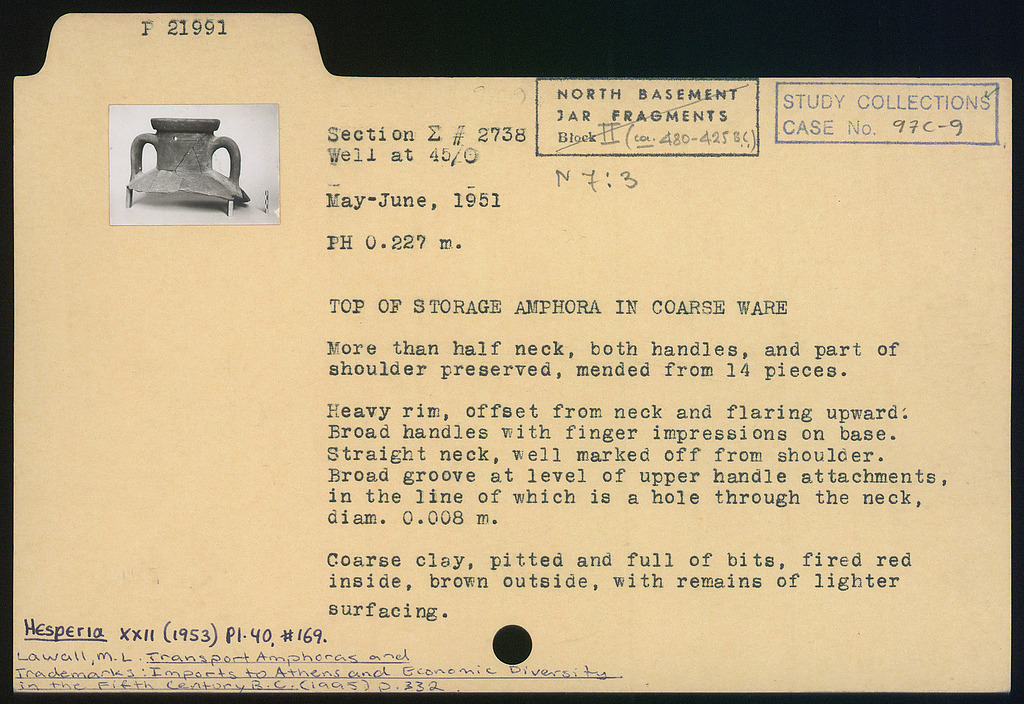 P 21991
NORTH BASEMENT
JAR FRAGMENTS
Block II (ca. 480-425 B.C.)
STUDY COLLECTIONS
CASE No. 97C-9
Section Σ # 2738
Well at 45/O
N 7:3
May-June, 1951
PH 0.227 m.
TOP OF STORAGE AMPHORA IN COARSE WARE
More than half neck, both handles, and part of
shoulder preserved, mended from 14 pieces.
Heavy rim, offset from neck and flaring upward.
Broad handles with finger impressions on base.
Straight neck, well marked off from shoulder.
Broad groove at level of upper handle attachments,
in the line of which is a hole through the neck,
diam. 0.008 m.
Coarse clay, pitted and full of bits, fired red
inside, brown outside, with remains of lighter
surfacing.
Hesperia XXII (1953) Pl. 40, #169.
Lawall, M.L. Transport Amphoras and
Trademarks: Imports to Athens and Economic Diversity
in the Fifth Century B.C. (1995) p. 332.